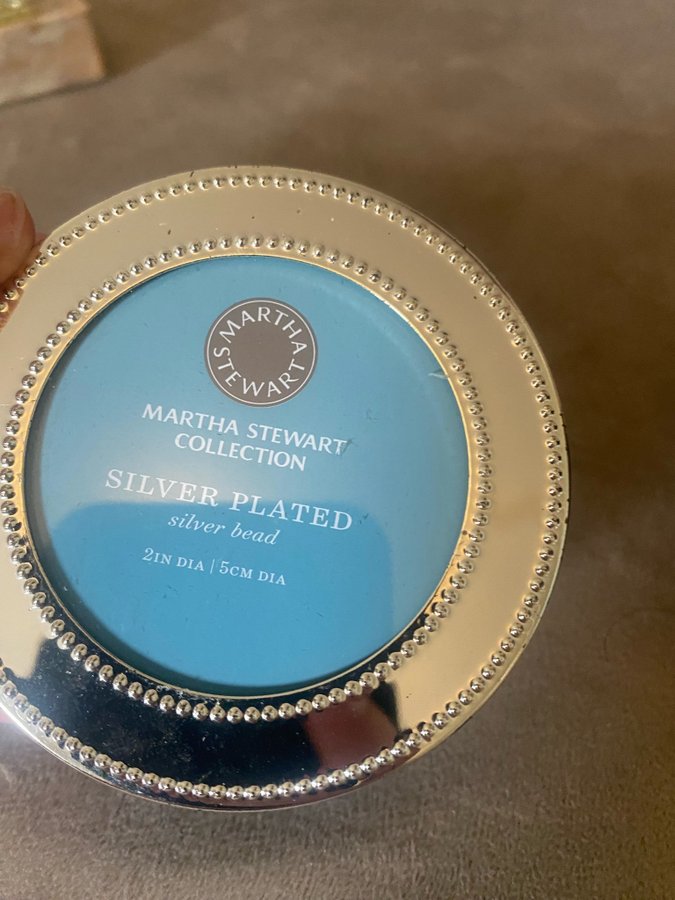 MARTHA
STEWART
MARTHA STEWART
COLLECTION
SILVER PLATED
silver bead
2IN DIA | 5CM DIA